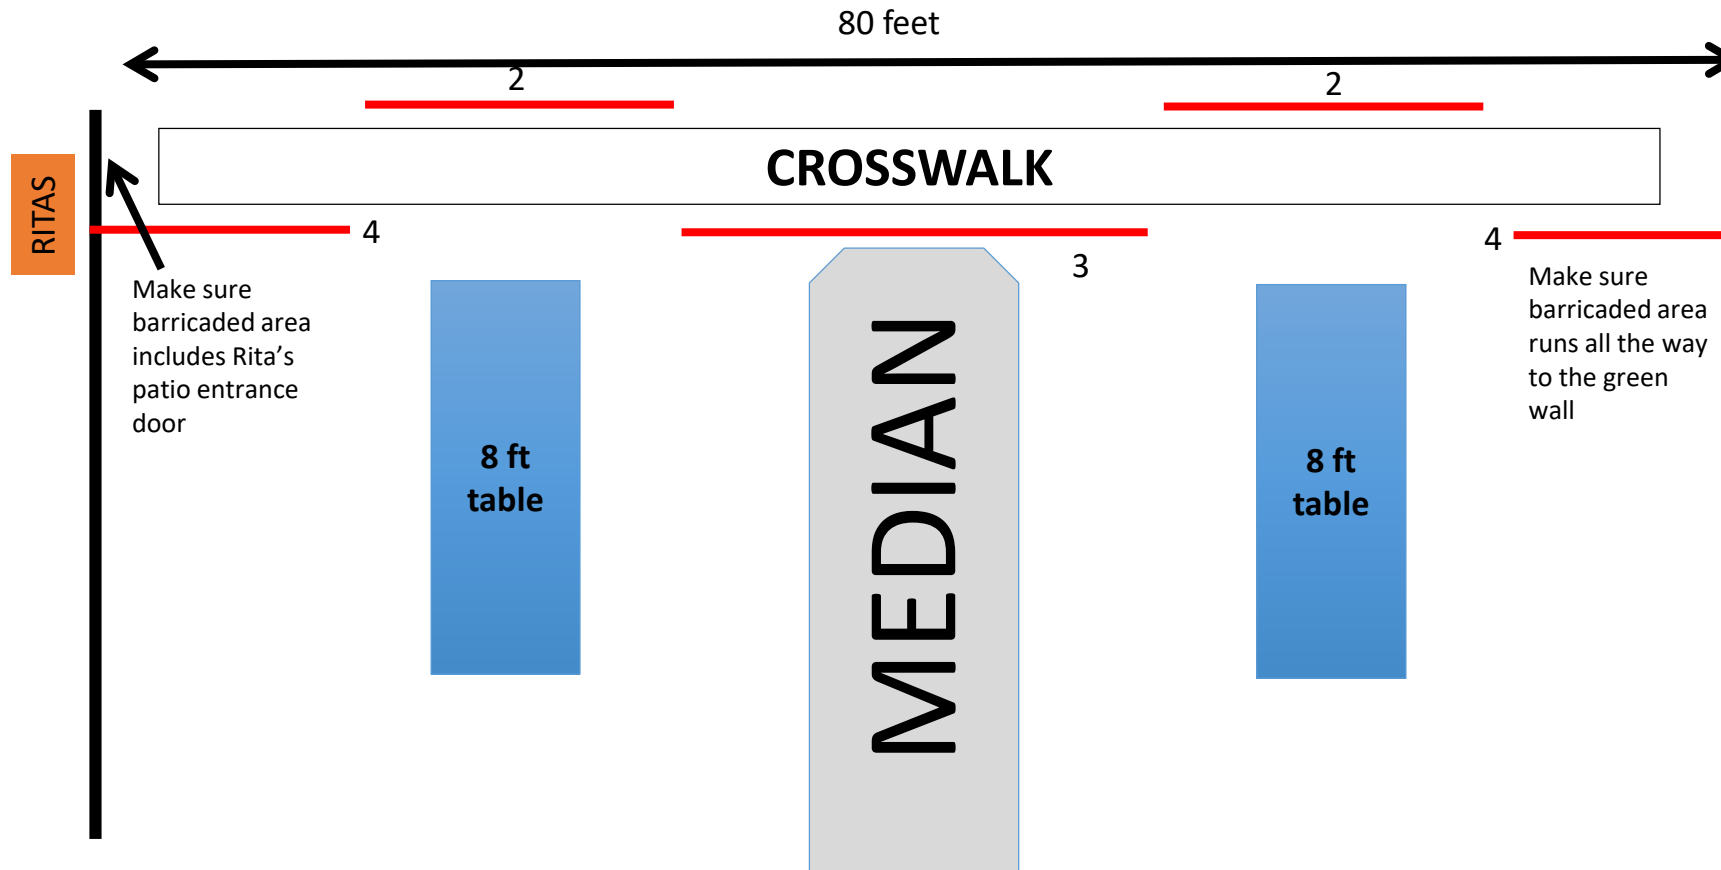 80 feet
2
2
CROSSWALK
RITAS
4
3
4
Make sure
barricaded area
includes Rita’s
patio entrance
door
Make sure
barricaded area
runs all the way
to the green
wall
8 ft
table
MEDIAN
8 ft
table